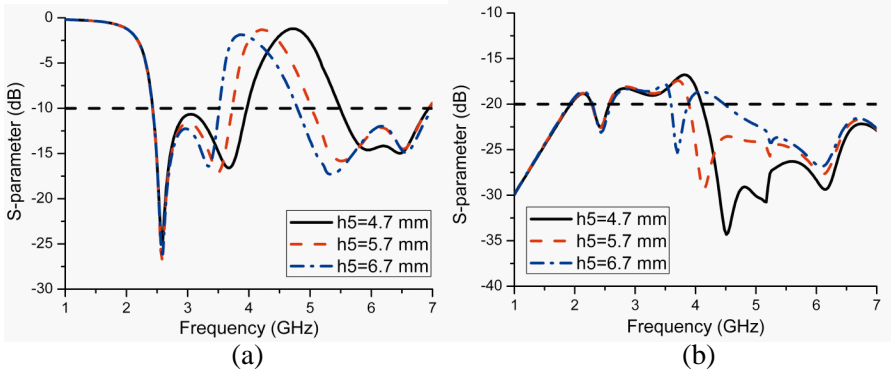 0
-5
-10
-15
-20
-25
-30
S-parameter (dB)
h5=4.7 mm
h5=5.7 mm
h5=6.7 mm
1 2 3 4 5 6 7
Frequency (GHz)
(a)
-10
-15
-20
-25
-30
-35
-40
S-parameter (dB)
h5=4.7 mm
h5=5.7 mm
h5=6.7 mm
1 2 3 4 5 6 7
Frequency (GHz)
(b)